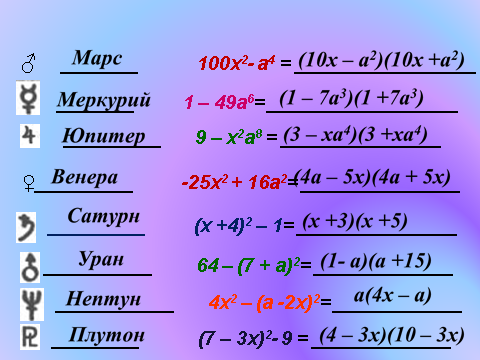 ♂ Марс 100x²- a⁴ = (10x – a²)(10x +a²)
☿ Меркурий 1 – 49a⁶= (1 – 7a³)(1 +7a³)
♃ Юпитер 9 – x²a⁸ = (3 – xa⁴)(3 +xa⁴)
♀ Венера -25x² + 16a²= (4a – 5x)(4a + 5x)
♄ Сатурн (x +4)² – 1= (x +3)(x +5)
♅ Уран 64 – (7 + a)²= (1- a)(a +15)
♆ Нептун 4x² – (a -2x)²= a(4x – a)
♇ Плутон (7 – 3x)²- 9 = (4 – 3x)(10 – 3x)